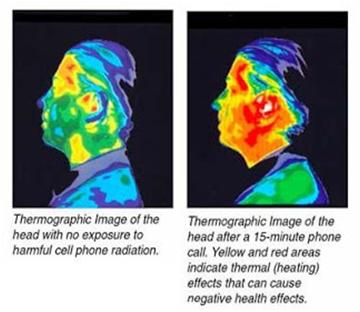 Thermographic Image of the
head with no exposure to
harmful cell phone radiation.
Thermographic Image of the
head after a 15-minute phone
call. Yellow and red areas
indicate thermal (heating)
effects that can cause
negative health effects.